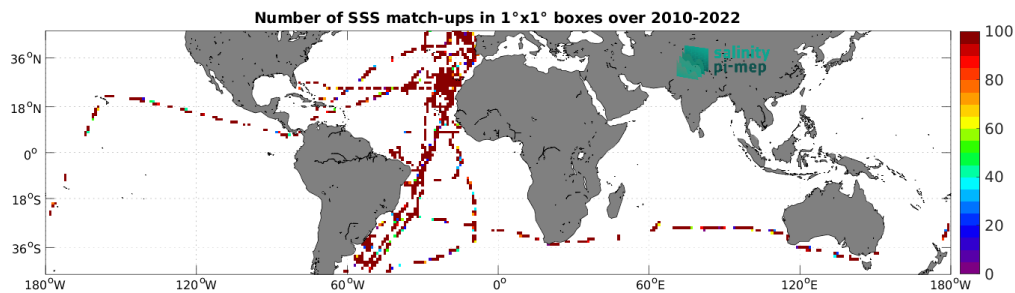 Number of SSS match-ups in 1°x1° boxes over 2010-2022
salinity
pi-mep
36°N
18°N
0°
18°S
36°S
180°W
120°W
60°W
0°
60°E
120°E
180°W
100
80
60
40
20
0